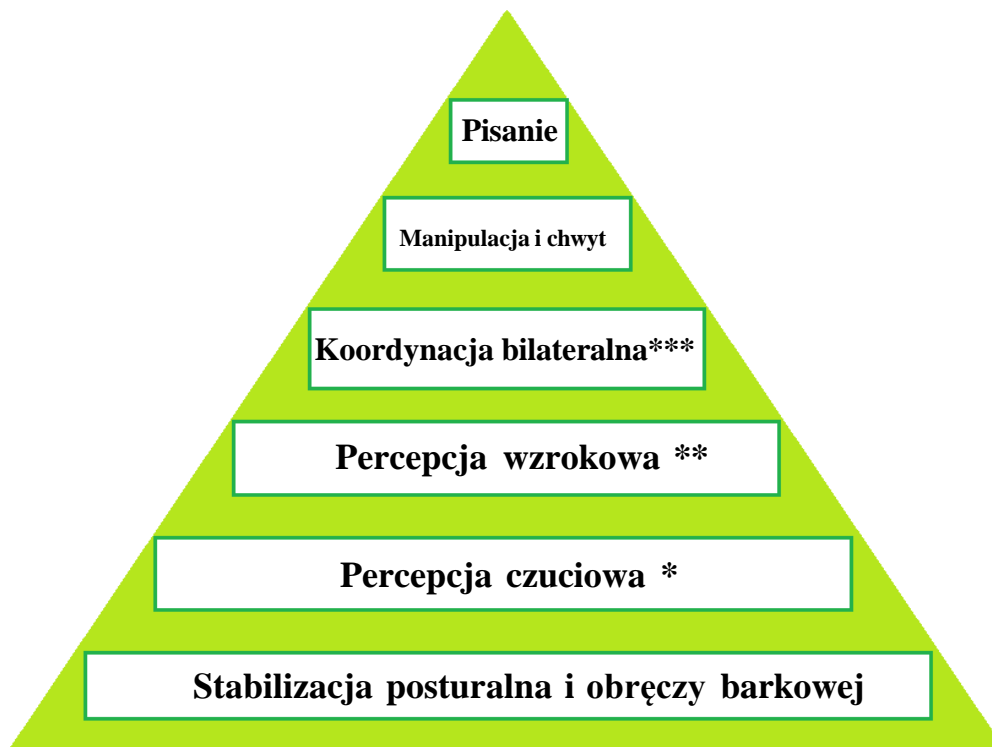 Pisanie
Manipulacja i chwyt
Koordynacja bilateralna***
Percepcja wzrokowa **
Percepcja czuciowa *
Stabilizacja posturalna i obręczy barkowej